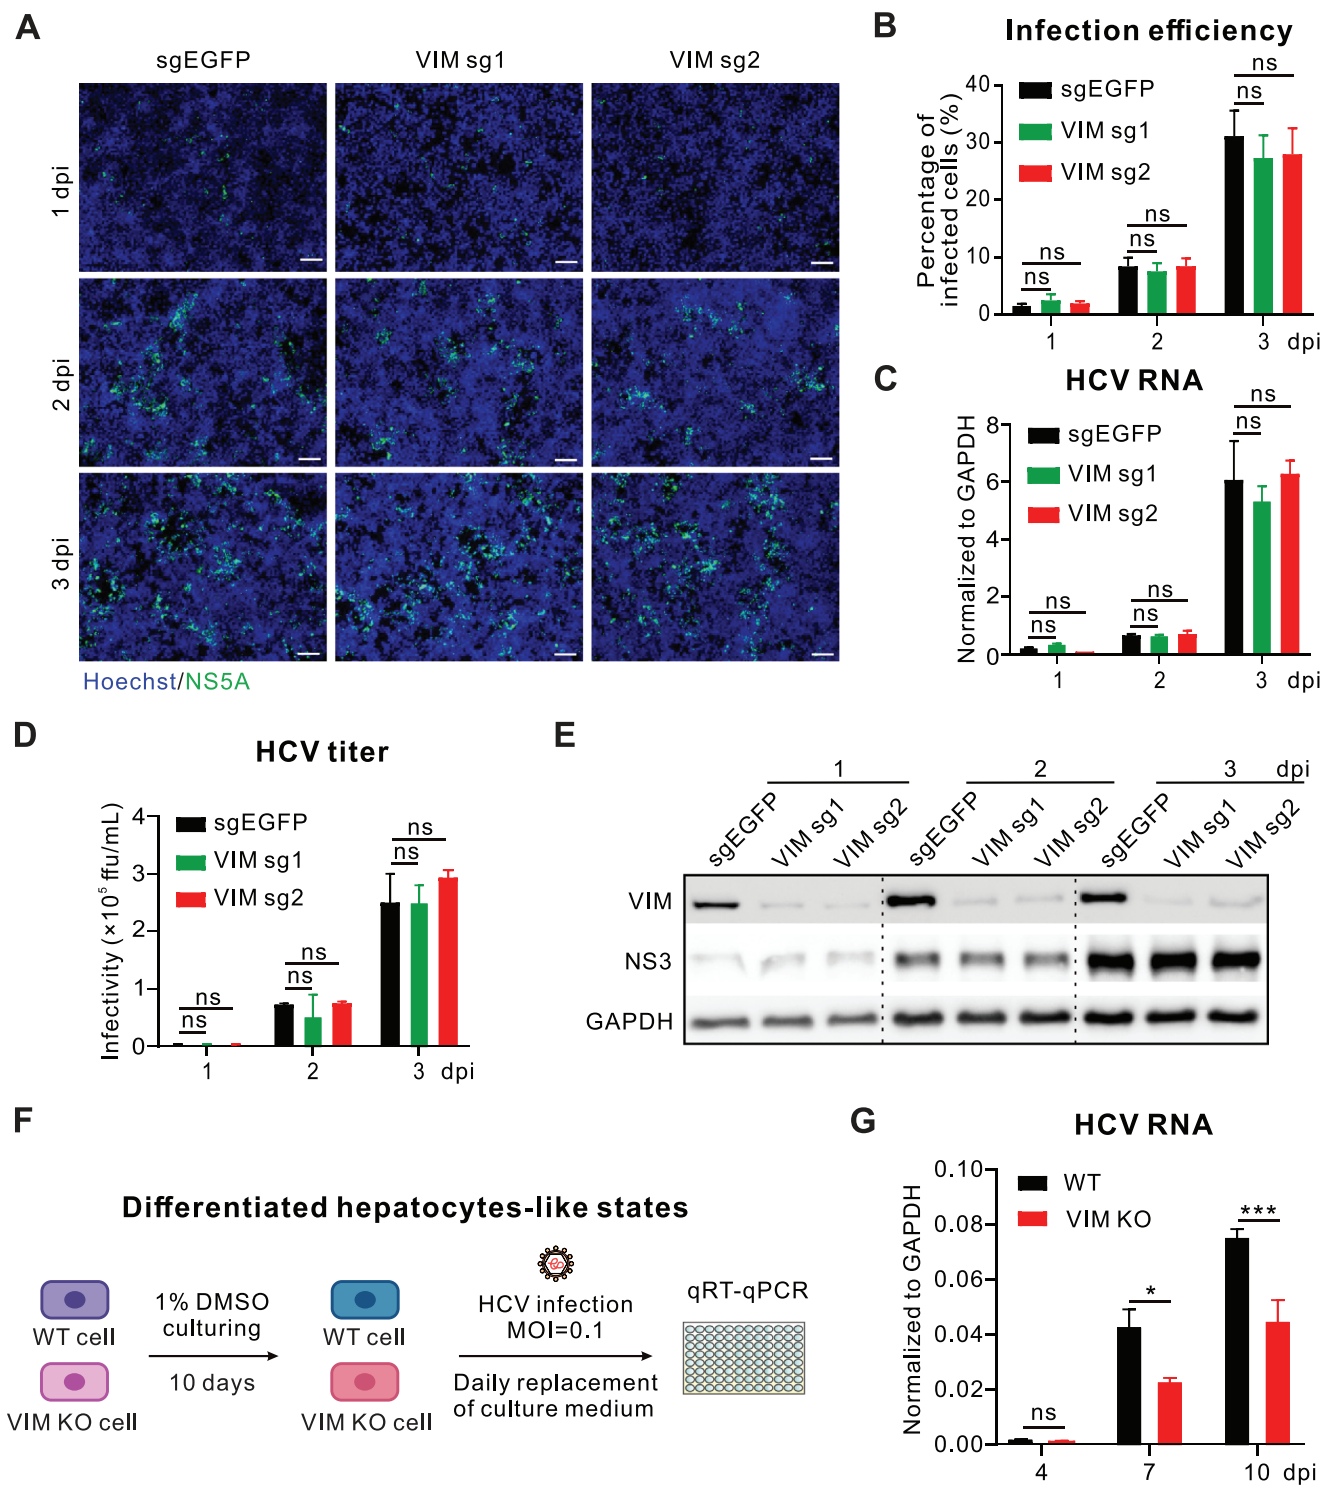 A
sgEGFP VIM sg1 VIM sg2
1 dpi
2 dpi
3 dpi
Hoechst/NS5A
B
Infection efficiency
Percentage of
infected cells (%)
40
30
20
10
0
sgEGFP
VIM sg1
VIM sg2
ns
ns
ns
ns
ns
ns
1 2 3 dpi
C
HCV RNA
Normalized to GAPDH
8
6
4
2
0
sgEGFP
VIM sg1
VIM sg2
ns
ns
ns
ns
ns
ns
1 2 3 dpi
D
HCV titer
Infectivity (×10⁵ ffu/mL)
4
3
2
1
0
sgEGFP
VIM sg1
VIM sg2
ns
ns
ns
ns
ns
ns
1 2 3 dpi
E
1 2 3 dpi
sgEGFP VIM sg1 VIM sg2 sgEGFP VIM sg1 VIM sg2 sgEGFP VIM sg1 VIM sg2
VIM
NS3
GAPDH
F
Differentiated hepatocytes-like states
WT cell
VIM KO cell
1% DMSO
culturing
10 days
WT cell
VIM KO cell
HCV infection
MOI=0.1
Daily replacement
of culture medium
qRT-qPCR
G
HCV RNA
Normalized to GAPDH
0.10
0.08
0.06
0.04
0.02
0.00
WT
VIM KO
ns
*
***
4 7 10 dpi